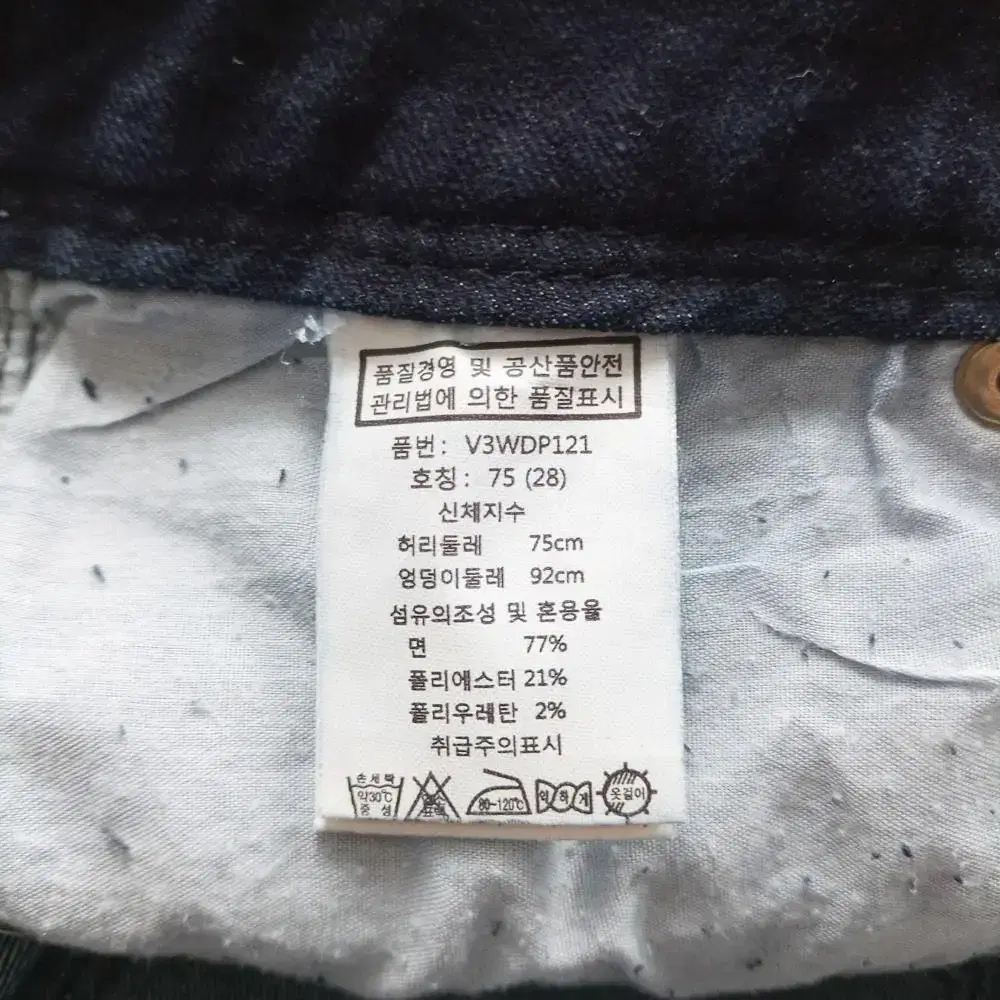 품질경영 및 공산품안전
관리법에 의한 품질표시
품번: V3WDP121
호칭: 75 (28)
신체지수
허리둘레 75cm
엉덩이둘레 92cm
섬유의조성 및 혼용율
면 77%
폴리에스터 21%
폴리우레탄 2%
취급주의표시
손세탁
약30℃
중성
80-120℃
약하게
옷걸이